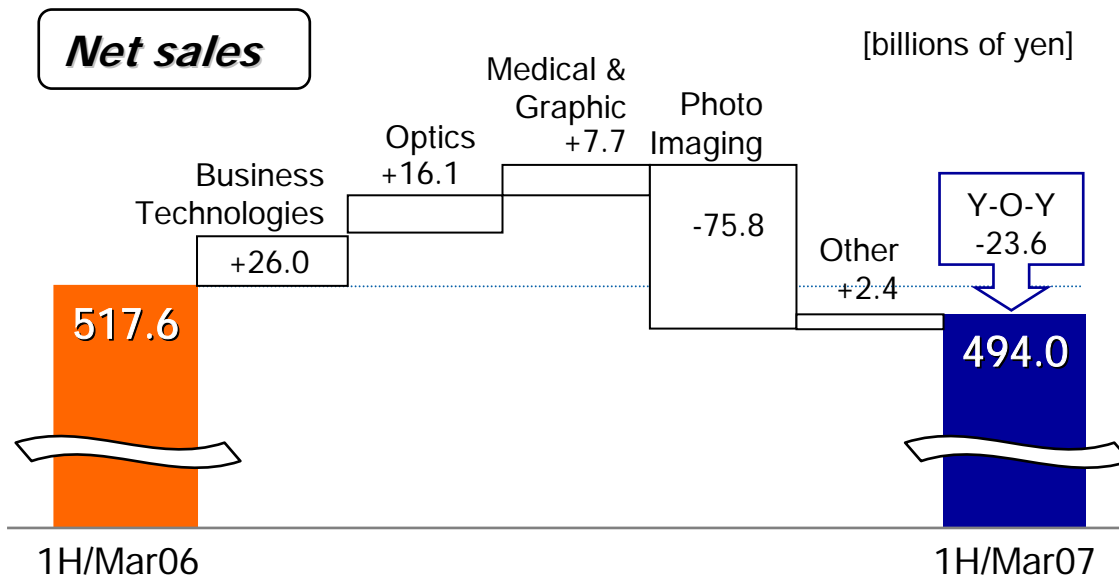 Net sales
[billions of yen]
Business
Technologies
+26.0
Optics
+16.1
Medical &
Graphic
+7.7
Photo
Imaging
-75.8
Other
+2.4
Y-O-Y
-23.6
517.6
494.0
1H/Mar06
1H/Mar07